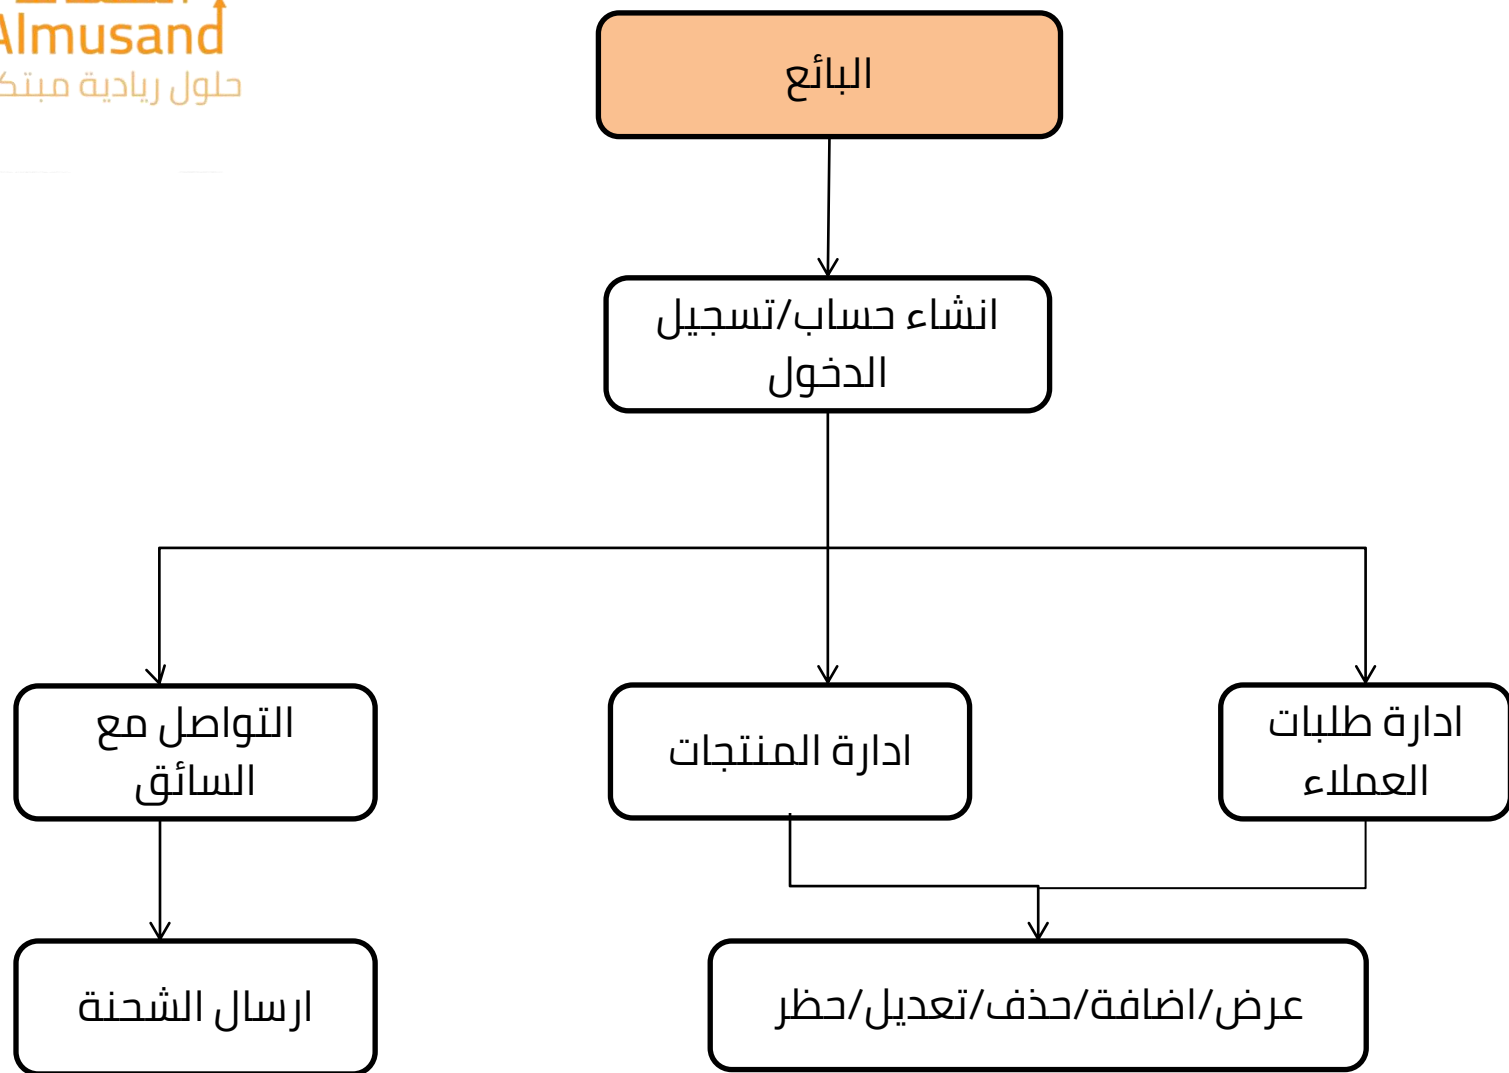 Almusand
حلول ريادية
البائع
انشاء حساب/تسجيل
الدخول
ادارة طلبات
العملاء
ادارة المنتجات
التواصل مع
السائق
عرض/اضافة/حذف/تعديل/حظر
ارسال الشحنة